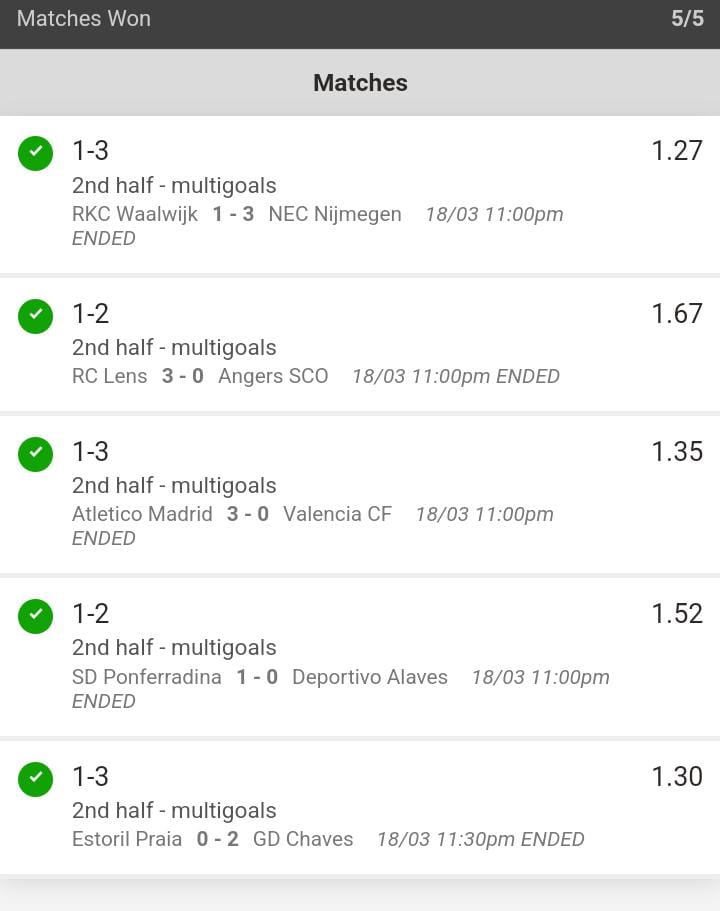 Matches Won 5/5
Matches
1-3 1.27
2nd half - multigoals
RKC Waalwijk 1 - 3 NEC Nijmegen 18/03 11:00pm
ENDED
1-2 1.67
2nd half - multigoals
RC Lens 3 - 0 Angers SCO 18/03 11:00pm ENDED
1-3 1.35
2nd half - multigoals
Atletico Madrid 3 - 0 Valencia CF 18/03 11:00pm
ENDED
1-2 1.52
2nd half - multigoals
SD Ponferradina 1 - 0 Deportivo Alaves 18/03 11:00pm
ENDED
1-3 1.30
2nd half - multigoals
Estoril Praia 0 - 2 GD Chaves 18/03 11:30pm ENDED